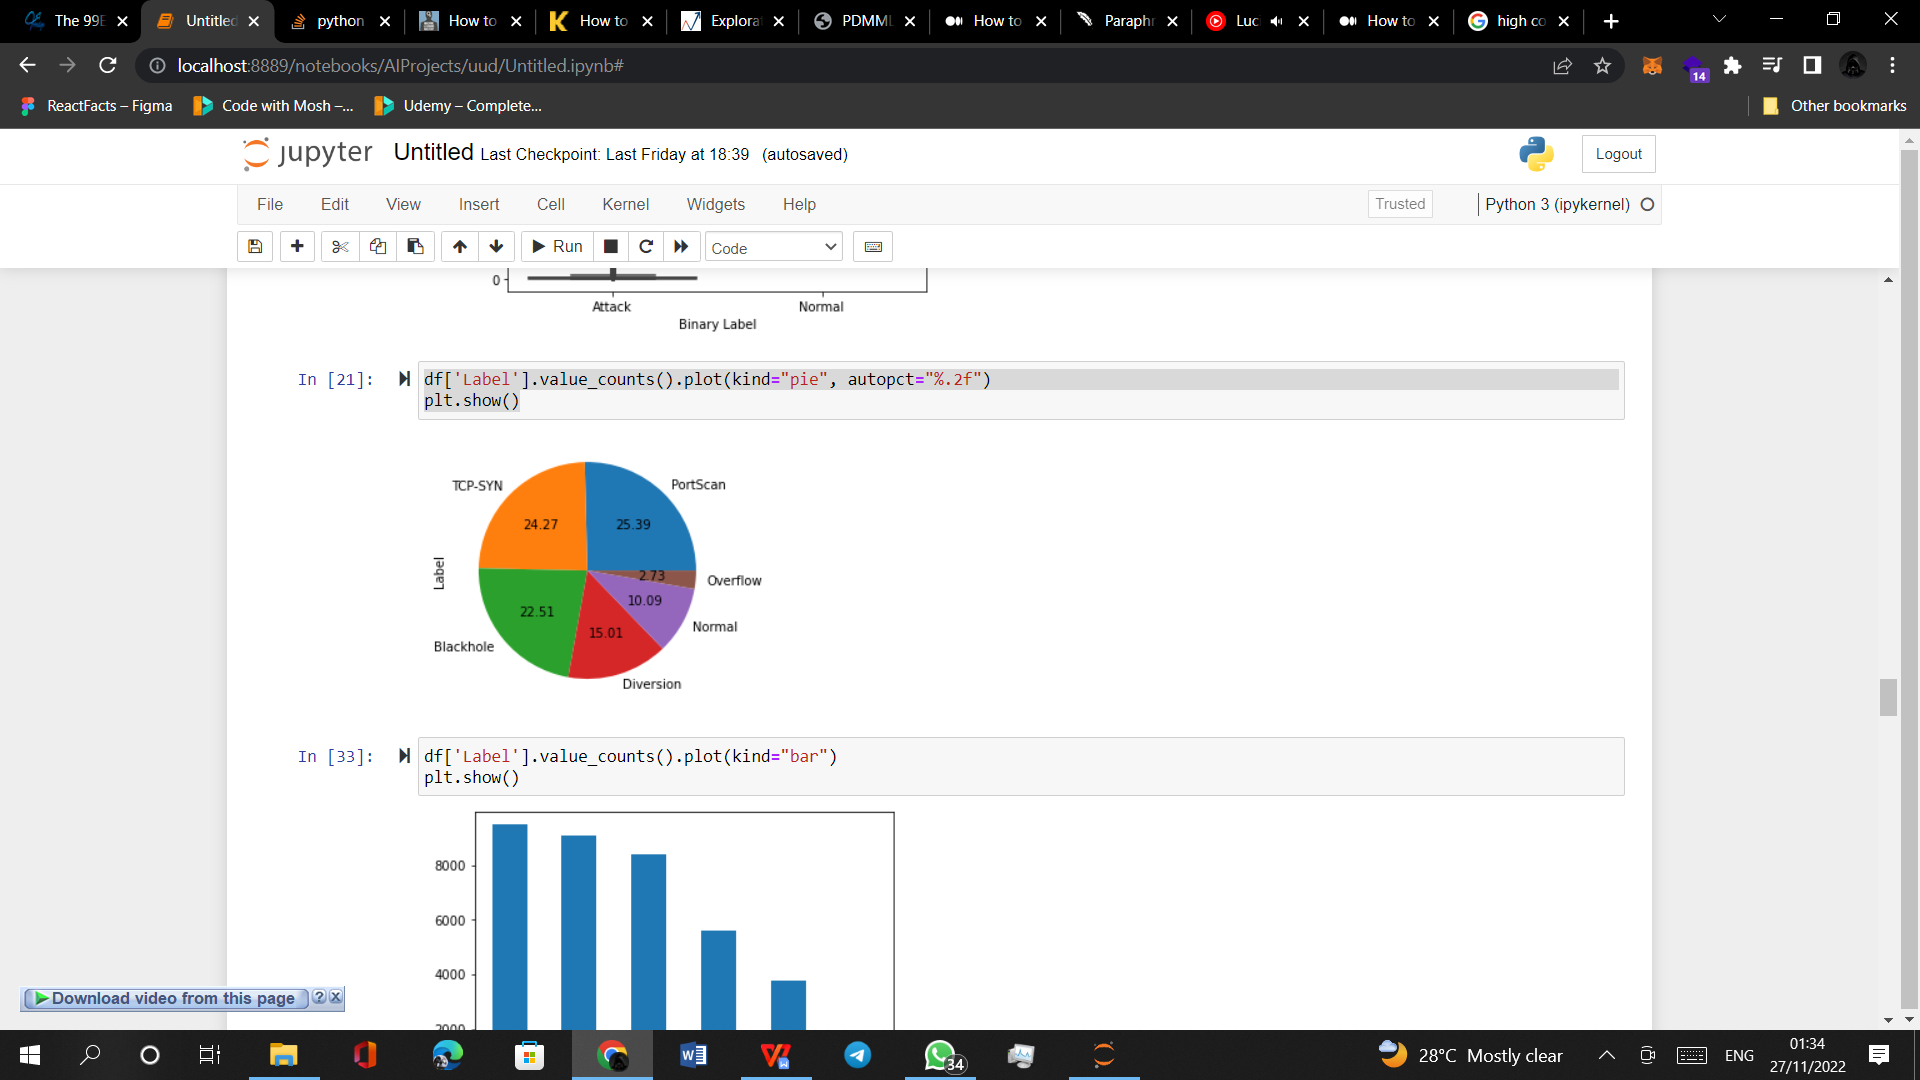 The 99E
Untitled
python
How to
How to
Explorat
PDMML
How to
Paraphr
Luc
How to
high co
localhost:8889/notebooks/AIProjects/uud/Untitled.ipynb#
14
ReactFacts – Figma
Code with Mosh –...
Udemy – Complete...
Other bookmarks
jupyter Untitled Last Checkpoint: Last Friday at 18:39 (autosaved)
Logout
File Edit View Insert Cell Kernel Widgets Help
Trusted
Python 3 (ipykernel)
Run
Code
0
Attack Normal
Binary Label
In [21]:
df['Label'].value_counts().plot(kind="pie", autopct="%.2f")
plt.show()
TCP-SYN
PortScan
24.27
25.39
Label
2.73
Overflow
10.09
22.51
Normal
15.01
Blackhole
Diversion
In [33]:
df['Label'].value_counts().plot(kind="bar")
plt.show()
8000
6000
4000
2000
Download video from this page ? X
34
28°C Mostly clear
ENG
01:34
27/11/2022